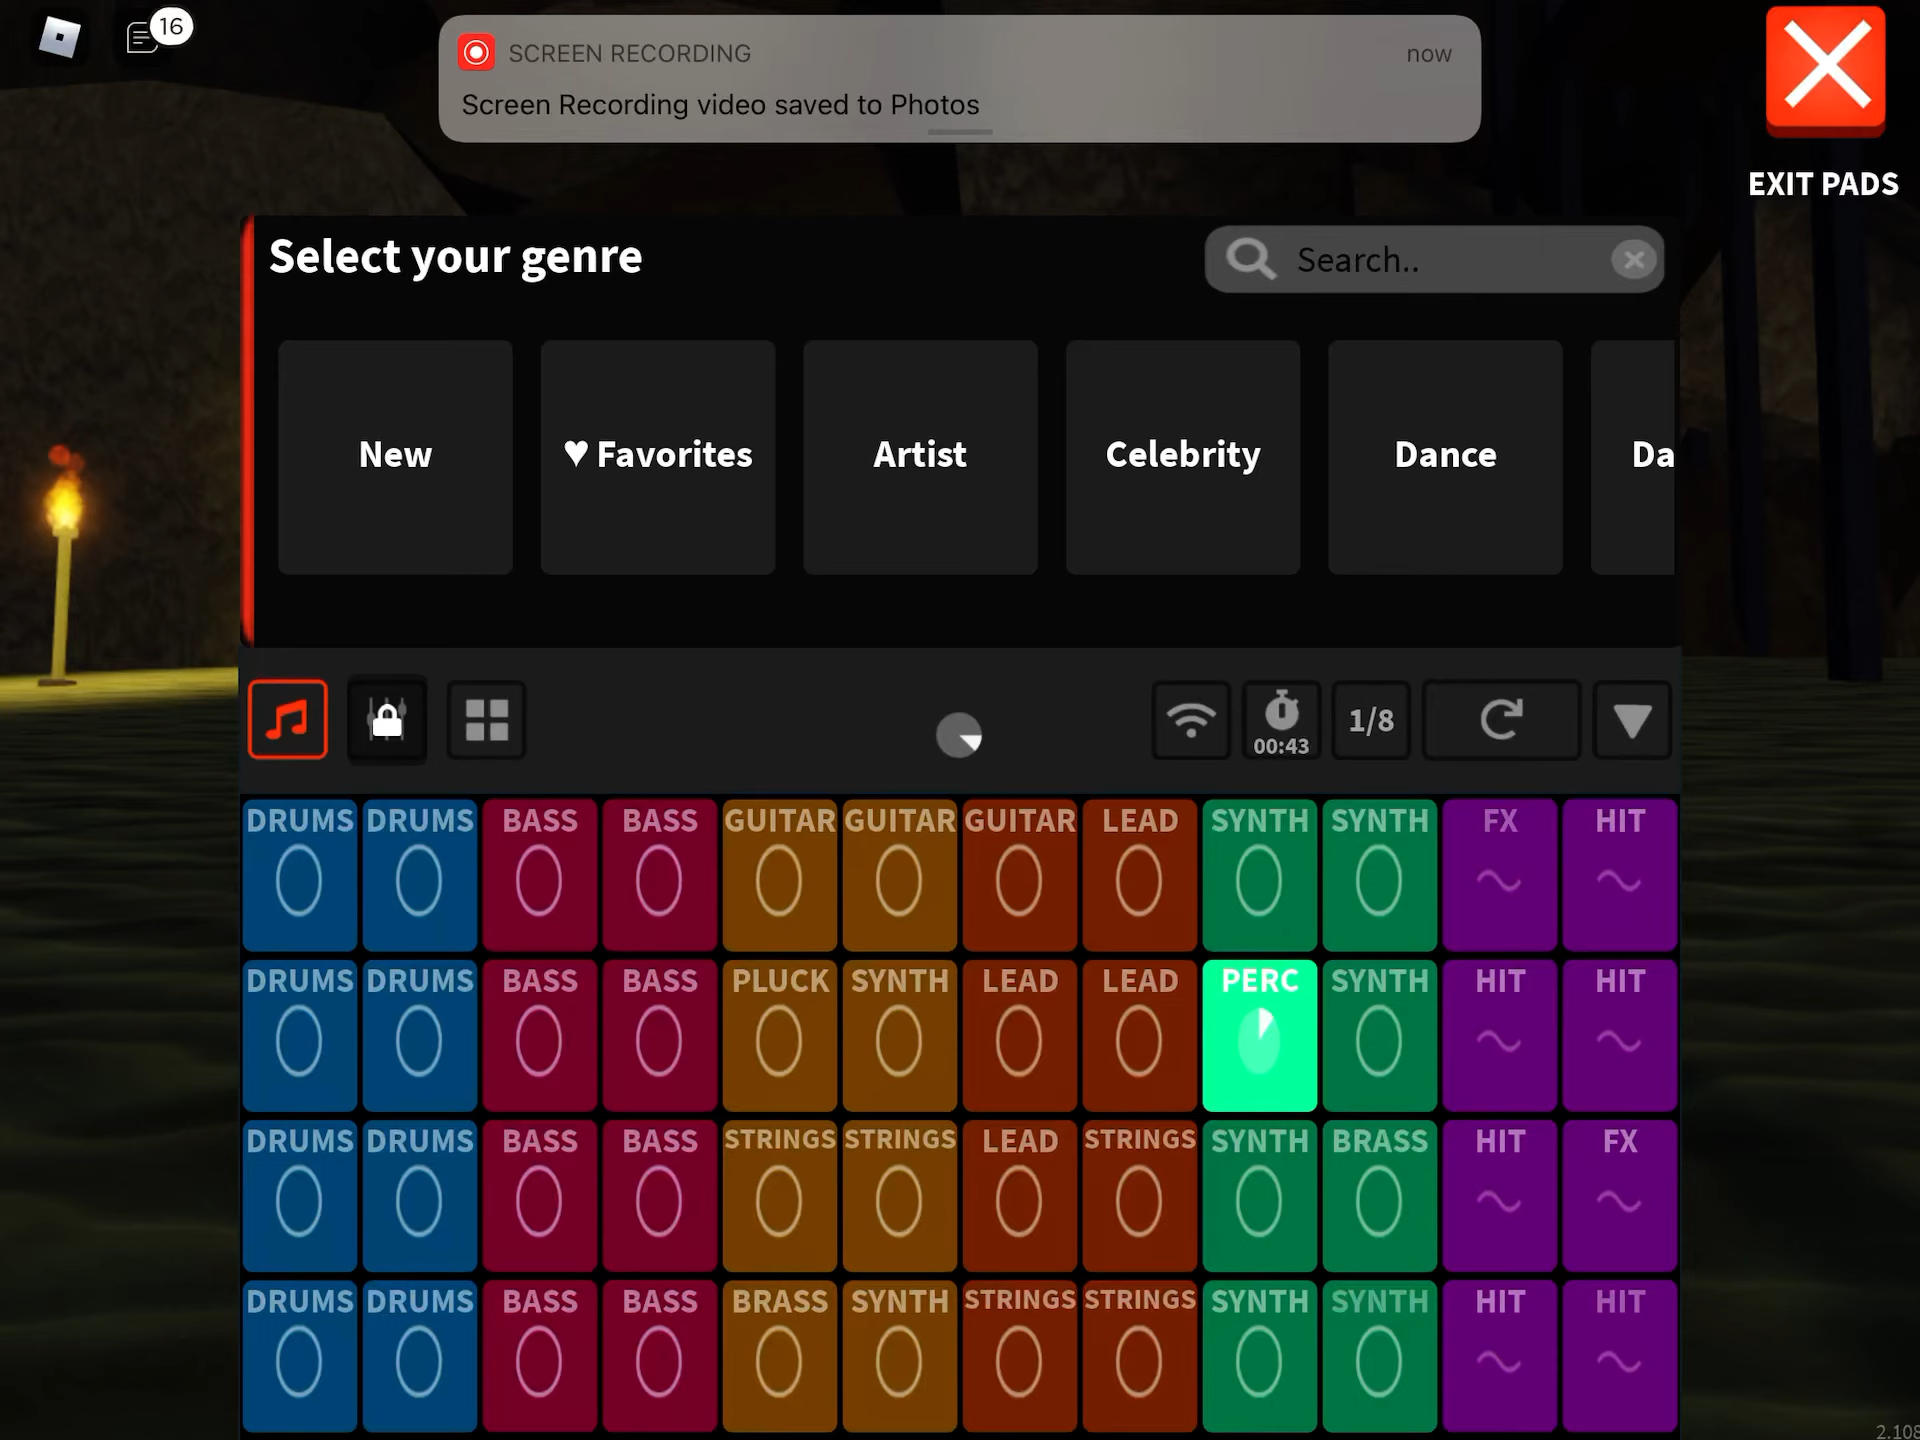 16
SCREEN RECORDING
now
Screen Recording video saved to Photos
EXIT PADS
Select your genre
Search..
New
♥ Favorites
Artist
Celebrity
Dance
Da
00:43
1/8
DRUMS DRUMS BASS BASS GUITAR GUITAR GUITAR LEAD SYNTH SYNTH FX HIT
DRUMS DRUMS BASS BASS PLUCK SYNTH LEAD LEAD PERC SYNTH HIT HIT
DRUMS DRUMS BASS BASS STRINGS STRINGS LEAD STRINGS SYNTH BRASS HIT FX
DRUMS DRUMS BASS BASS BRASS SYNTH STRINGS STRINGS SYNTH SYNTH HIT HIT
2.108